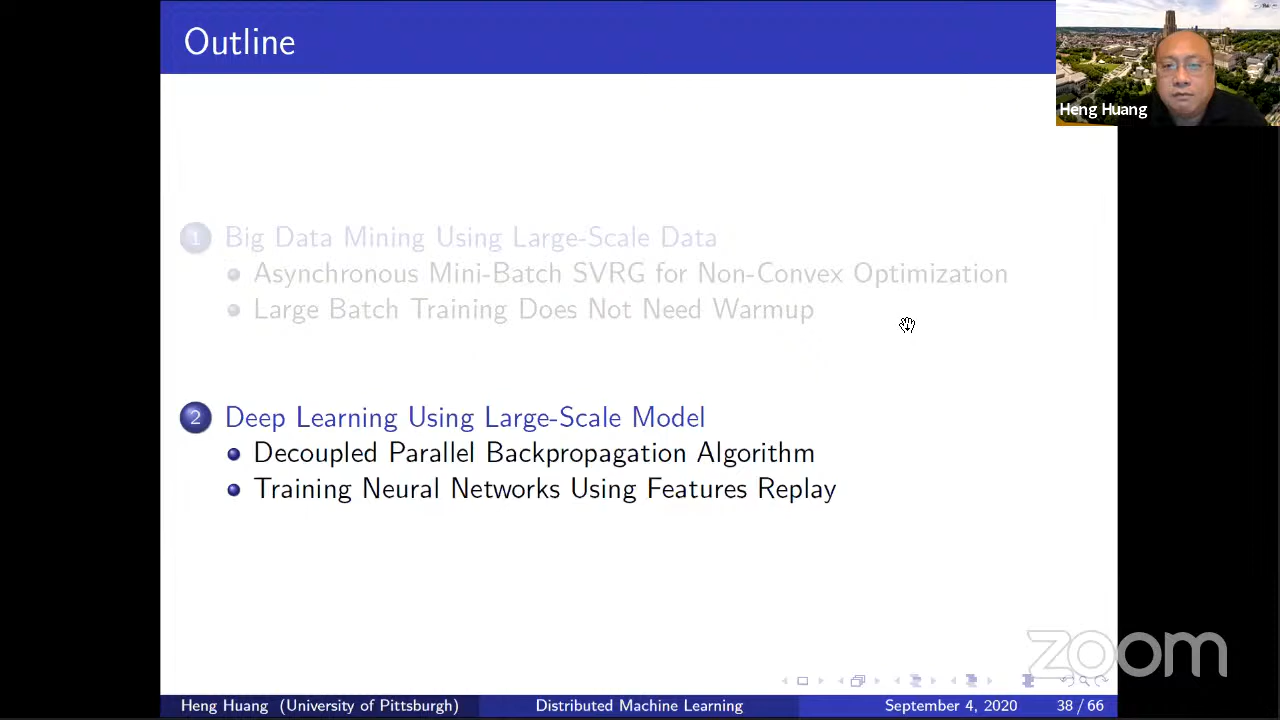 Outline
Heng Huang
1 Big Data Mining Using Large-Scale Data
Asynchronous Mini-Batch SVRG for Non-Convex Optimization
Large Batch Training Does Not Need Warmup
2 Deep Learning Using Large-Scale Model
Decoupled Parallel Backpropagation Algorithm
Training Neural Networks Using Features Replay
zoom
Heng Huang (University of Pittsburgh) Distributed Machine Learning September 4, 2020 38 / 66